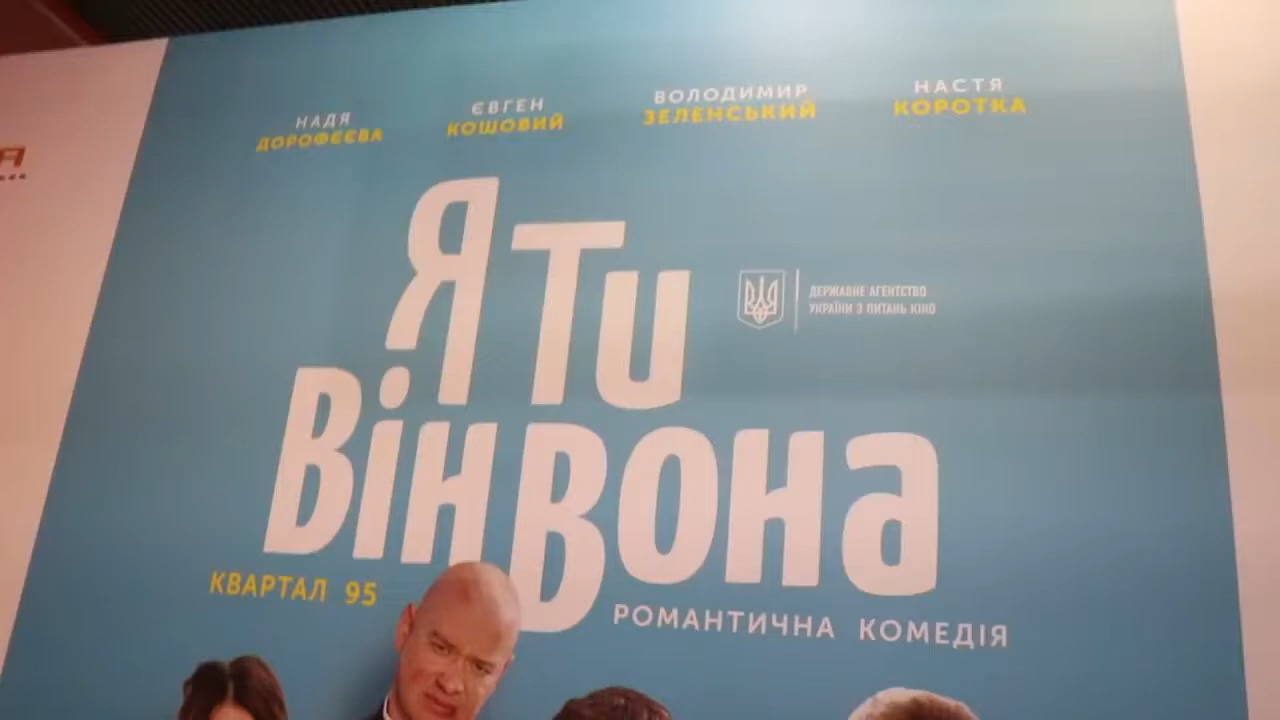 НАДЯ
ДОРОФЄЄВА
ЄВГЕН
КОШОВИЙ
ВОЛОДИМИР
ЗЕЛЕНСЬКИЙ
НАСТЯ
КОРОТКА
Я Ти
Він Вона
ДЕРЖАВНЕ АГЕНТСТВО
УКРАЇНИ З ПИТАНЬ КІНО
КВАРТАЛ 95
РОМАНТИЧНА КОМЕДІЯ